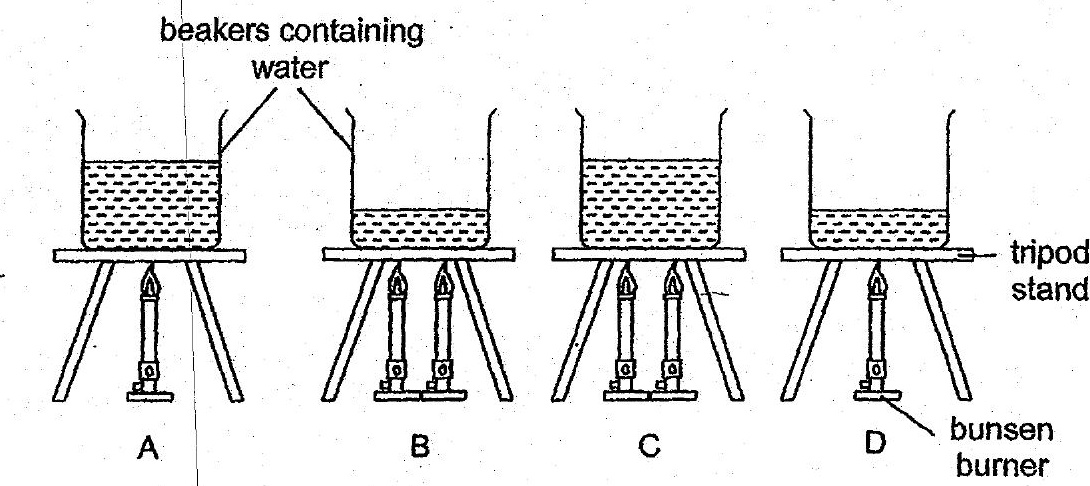 beakers containing
water
tripod
stand
A
B
C
D
bunsen
burner